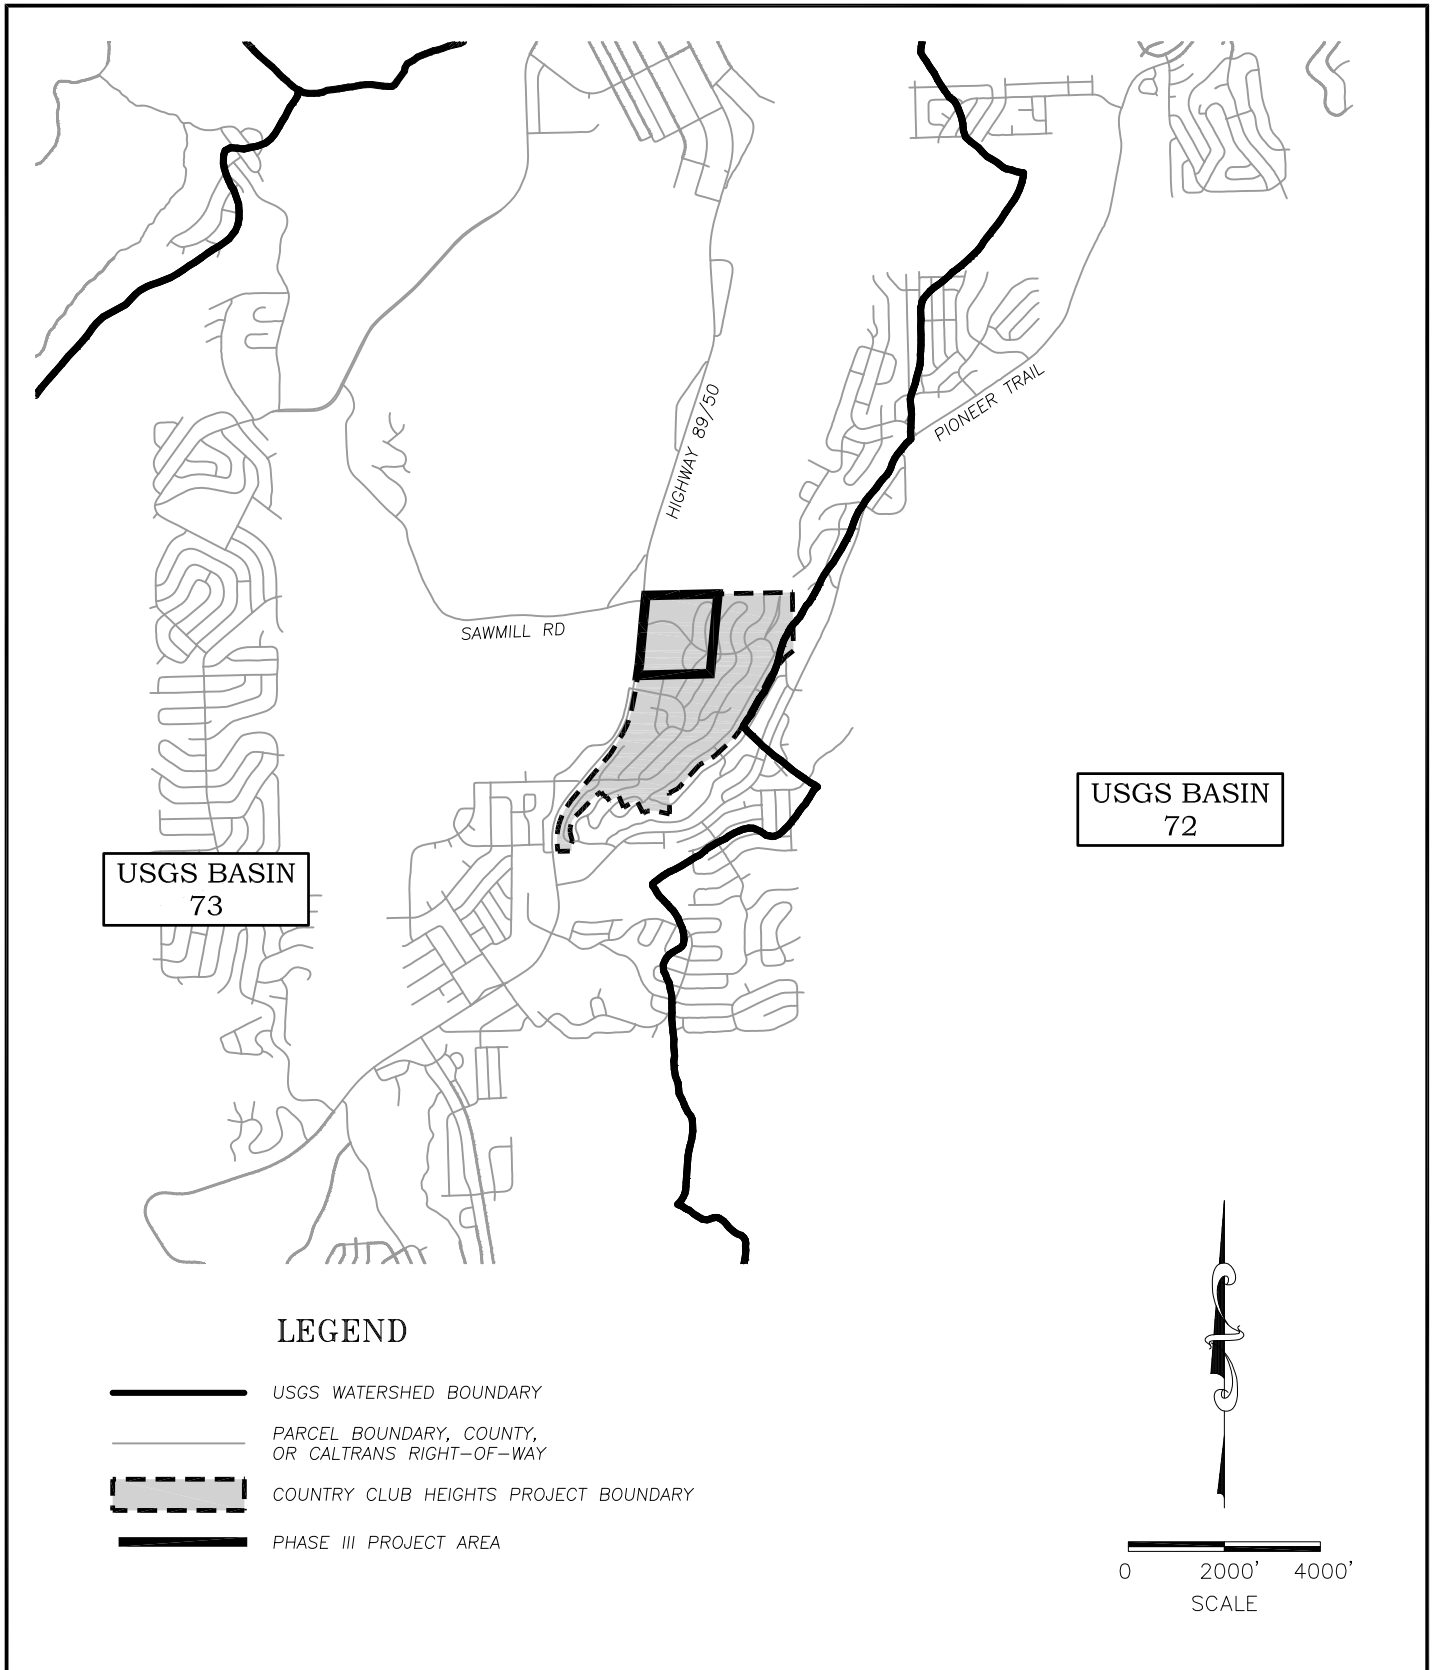 HIGHWAY 89/50
PIONEER TRAIL
SAWMILL RD
USGS BASIN
72
USGS BASIN
73
LEGEND
USGS WATERSHED BOUNDARY
PARCEL BOUNDARY, COUNTY,
OR CALTRANS RIGHT-OF-WAY
COUNTRY CLUB HEIGHTS PROJECT BOUNDARY
PHASE III PROJECT AREA
0 2000' 4000'
SCALE